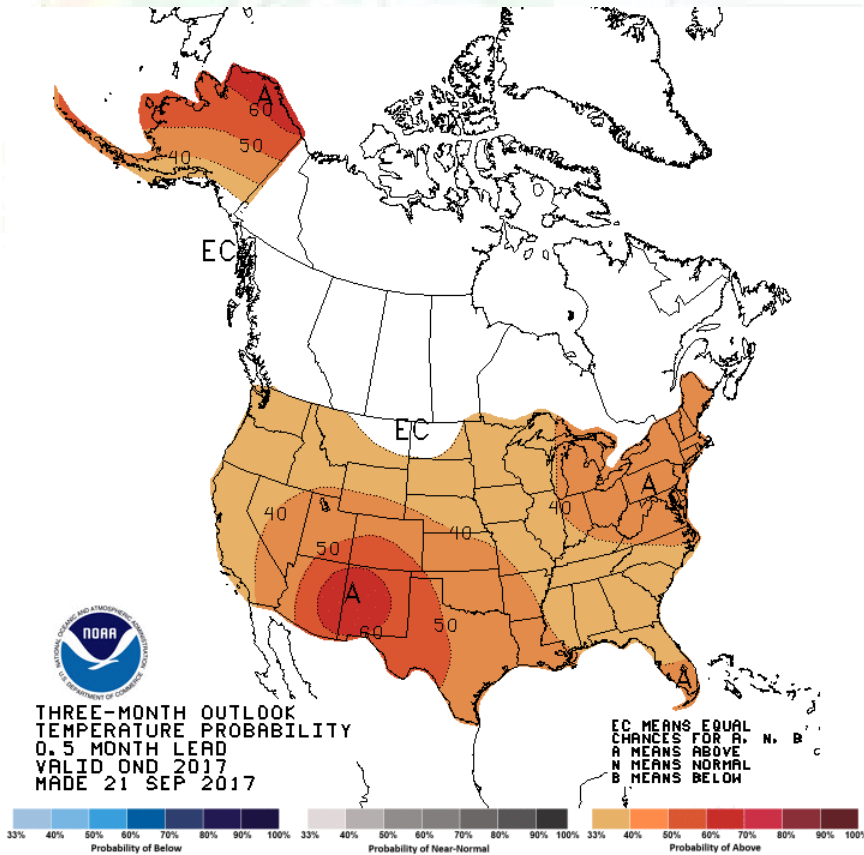 A
60
50
40
EC
EC
A
40
40
40
50
A
60
50
A
NOAA
NATIONAL OCEANIC AND ATMOSPHERIC ADMINISTRATION
U.S. DEPARTMENT OF COMMERCE
THREE-MONTH OUTLOOK
TEMPERATURE PROBABILITY
0.5 MONTH LEAD
VALID OND 2017
MADE 21 SEP 2017
EC MEANS EQUAL
CHANCES FOR A, N, B
A MEANS ABOVE
N MEANS NORMAL
B MEANS BELOW
33% 40% 50% 60% 70% 80% 90% 100%
Probability of Below
33% 40% 50% 60% 70% 80% 90% 100%
Probability of Near-Normal
33% 40% 50% 60% 70% 80% 90% 100%
Probability of Above